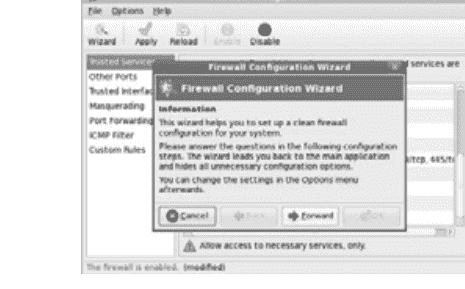 File Options Help
Wizard Apply Reload Enable Disable
Trusted Services
services are
Firewall Configuration Wizard
Other Ports
Trusted Interfac
Masquerading
Port Forwarding
ICMP Filter
Custom Rules
Firewall Configuration Wizard
Information
This wizard helps you to set up a clean firewall
configuration for your system.
Please answer the questions in the following configuration
steps. The wizard leads you back to the main application
and hides all unnecessary configuration options.
You can change the settings in the Options menu
afterwards.
Cancel Back Forward OK
Allow access to necessary services, only.
The firewall is enabled. (modified)